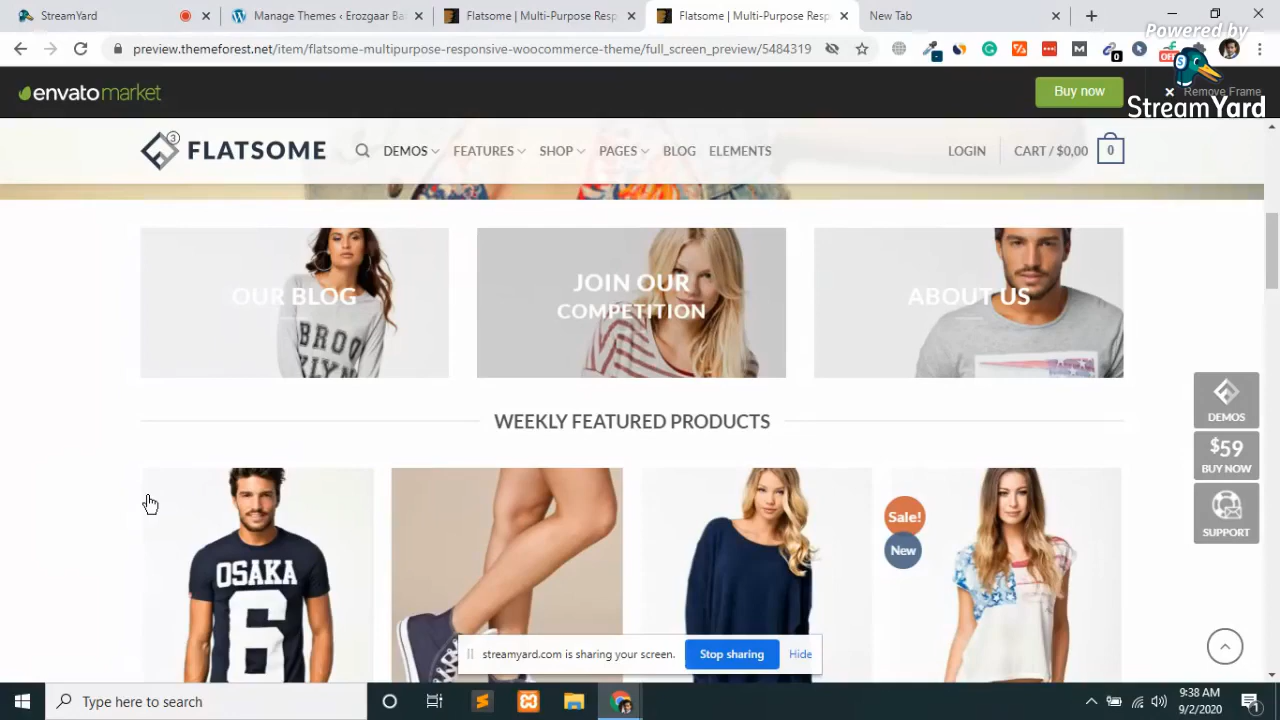 StreamYard
Manage Themes ‹ Erozgaar B
Flatsome | Multi-Purpose Resp
Flatsome | Multi-Purpose Resp
New Tab
preview.themeforest.net/item/flatsome-multipurpose-responsive-woocommerce-theme/full_screen_preview/5484319
Powered by
StreamYard
envato market
Buy now
Remove Frame
FLATSOME
3
DEMOS
FEATURES
SHOP
PAGES
BLOG
ELEMENTS
LOGIN
CART / $0,00
0
OUR BLOG
JOIN OUR
COMPETITION
ABOUT US
BROO
KLYN
WEEKLY FEATURED PRODUCTS
DEMOS
$59
BUY NOW
SUPPORT
OSAKA
6
Sale!
New
streamyard.com is sharing your screen.
Stop sharing
Hide
Type here to search
9:38 AM
9/2/2020